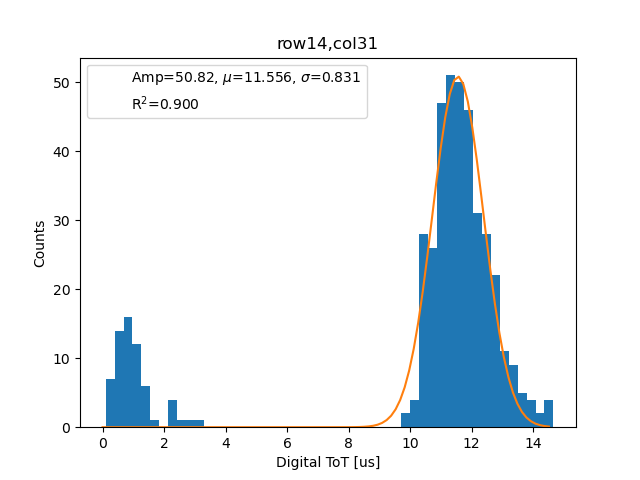 row14,col31
Amp=50.82, μ=11.556, σ=0.831
R²=0.900
Counts
50
40
30
20
10
0
0 2 4 6 8 10 12 14
Digital ToT [us]